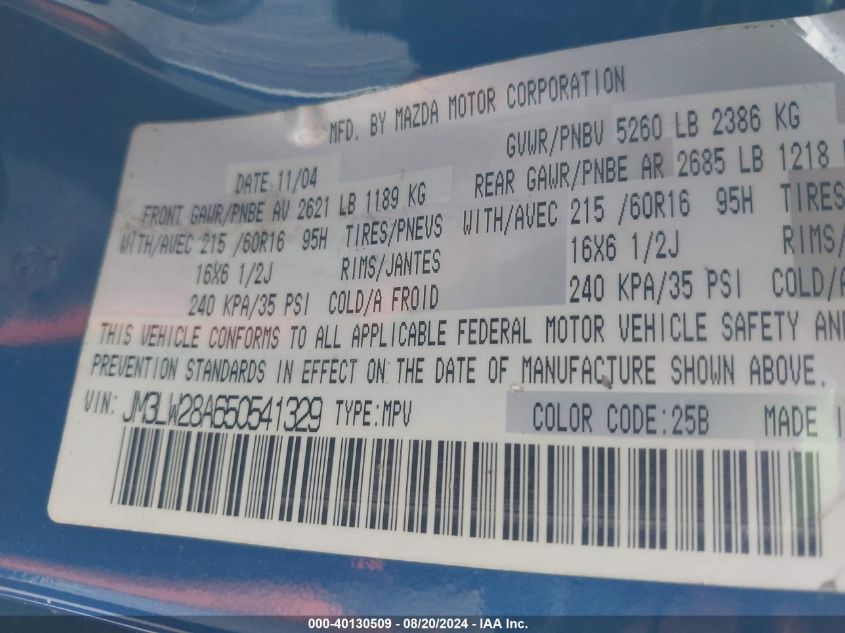 MFD. BY MAZDA MOTOR CORPORATION
DATE 11/04
GVWR/PNBV 5260 LB 2386 KG
FRONT GAWR/PNBE AV 2621 LB 1189 KG
REAR GAWR/PNBE AR 2685 LB 1218
WITH/AVEC 215 /60R16 95H TIRES/PNEUS
WITH/AVEC 215 /60R16 95H TIRES
16X6 1/2J RIMS/JANTES
16X6 1/2J RIMS/
240 KPA/35 PSI COLD/A FROID
240 KPA/35 PSI COLD/A
THIS VEHICLE CONFORMS TO ALL APPLICABLE FEDERAL MOTOR VEHICLE SAFETY AN
PREVENTION STANDARDS IN EFFECT ON THE DATE OF MANUFACTURE SHOWN ABOVE.
VIN: JM3LW28A650541329 TYPE:MPV COLOR CODE:25B MADE
000-40130509 - 08/20/2024 - IAA Inc.